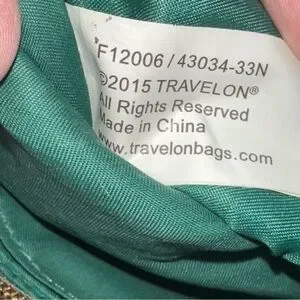 F12006 / 43034-33N
©2015 TRAVELON®
All Rights Reserved
Made in China
www.travelonbags.com